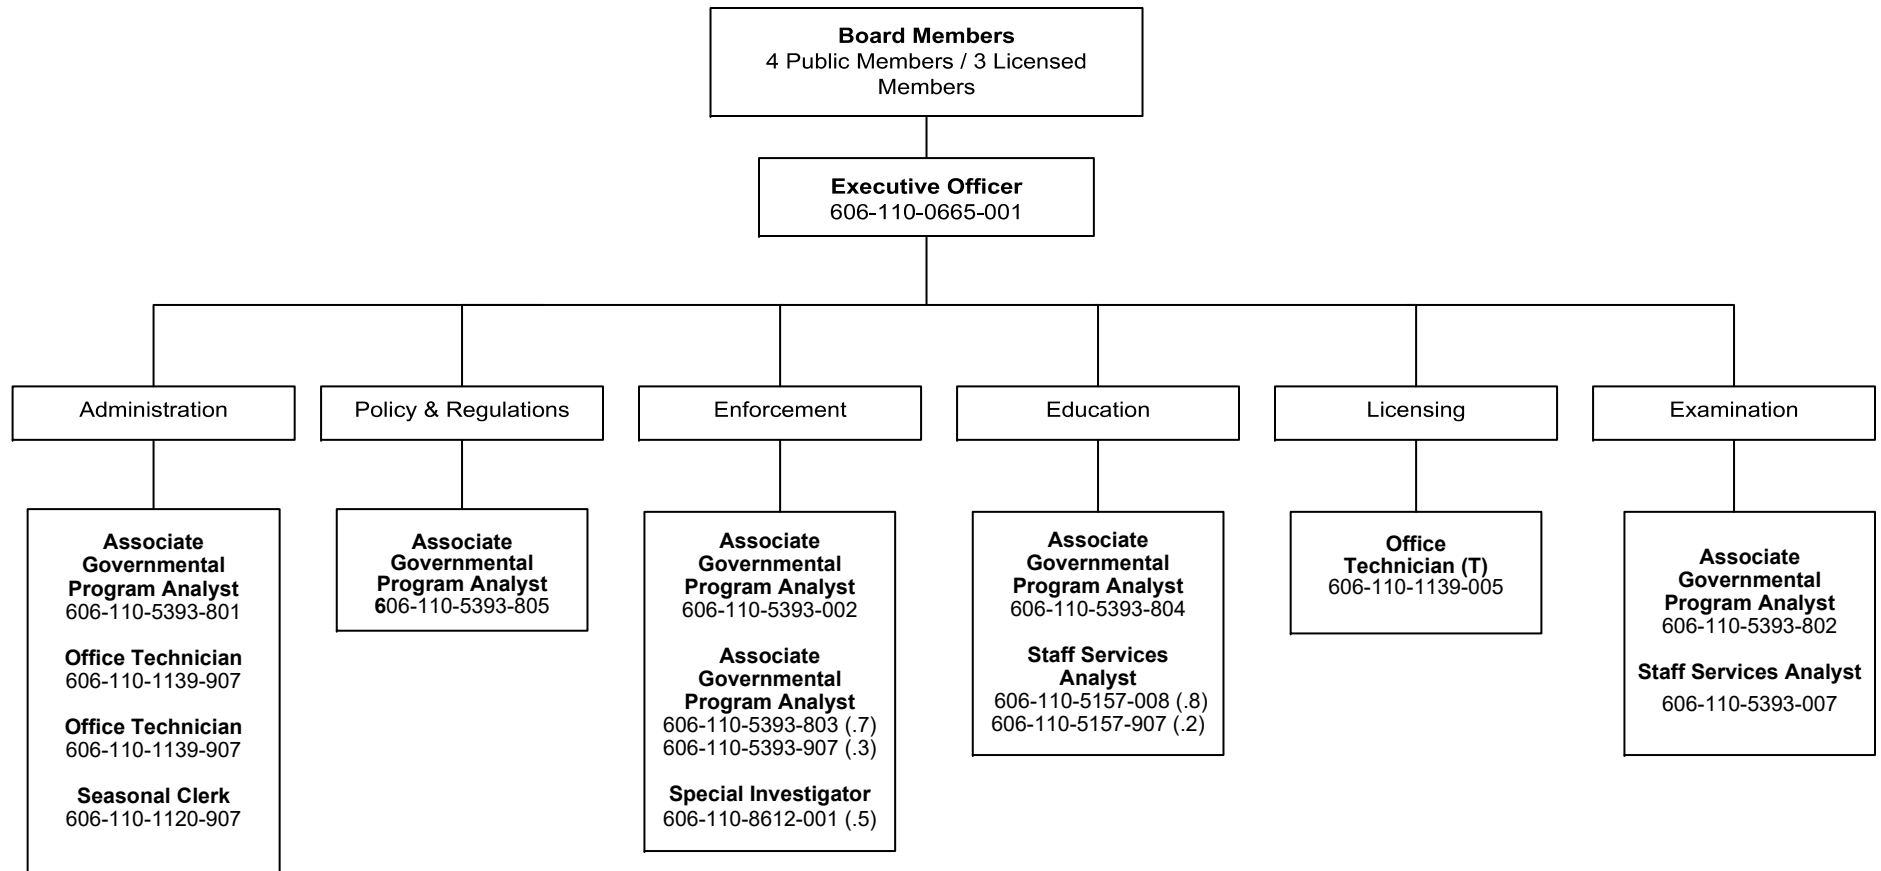 Board Members
4 Public Members / 3 Licensed
Members
Executive Officer
606-110-0665-001
Administration
Policy & Regulations
Enforcement
Education
Licensing
Examination
Associate
Governmental
Program Analyst
606-110-5393-801
Office Technician
606-110-1139-907
Office Technician
606-110-1139-907
Seasonal Clerk
606-110-1120-907
Associate
Governmental
Program Analyst
606-110-5393-805
Associate
Governmental
Program Analyst
606-110-5393-002
Associate
Governmental
Program Analyst
606-110-5393-803 (.7)
606-110-5393-907 (.3)
Special Investigator
606-110-8612-001 (.5)
Associate
Governmental
Program Analyst
606-110-5393-804
Staff Services
Analyst
606-110-5157-008 (.8)
606-110-5157-907 (.2)
Office
Technician (T)
606-110-1139-005
Associate
Governmental
Program Analyst
606-110-5393-802
Staff Services Analyst
606-110-5393-007